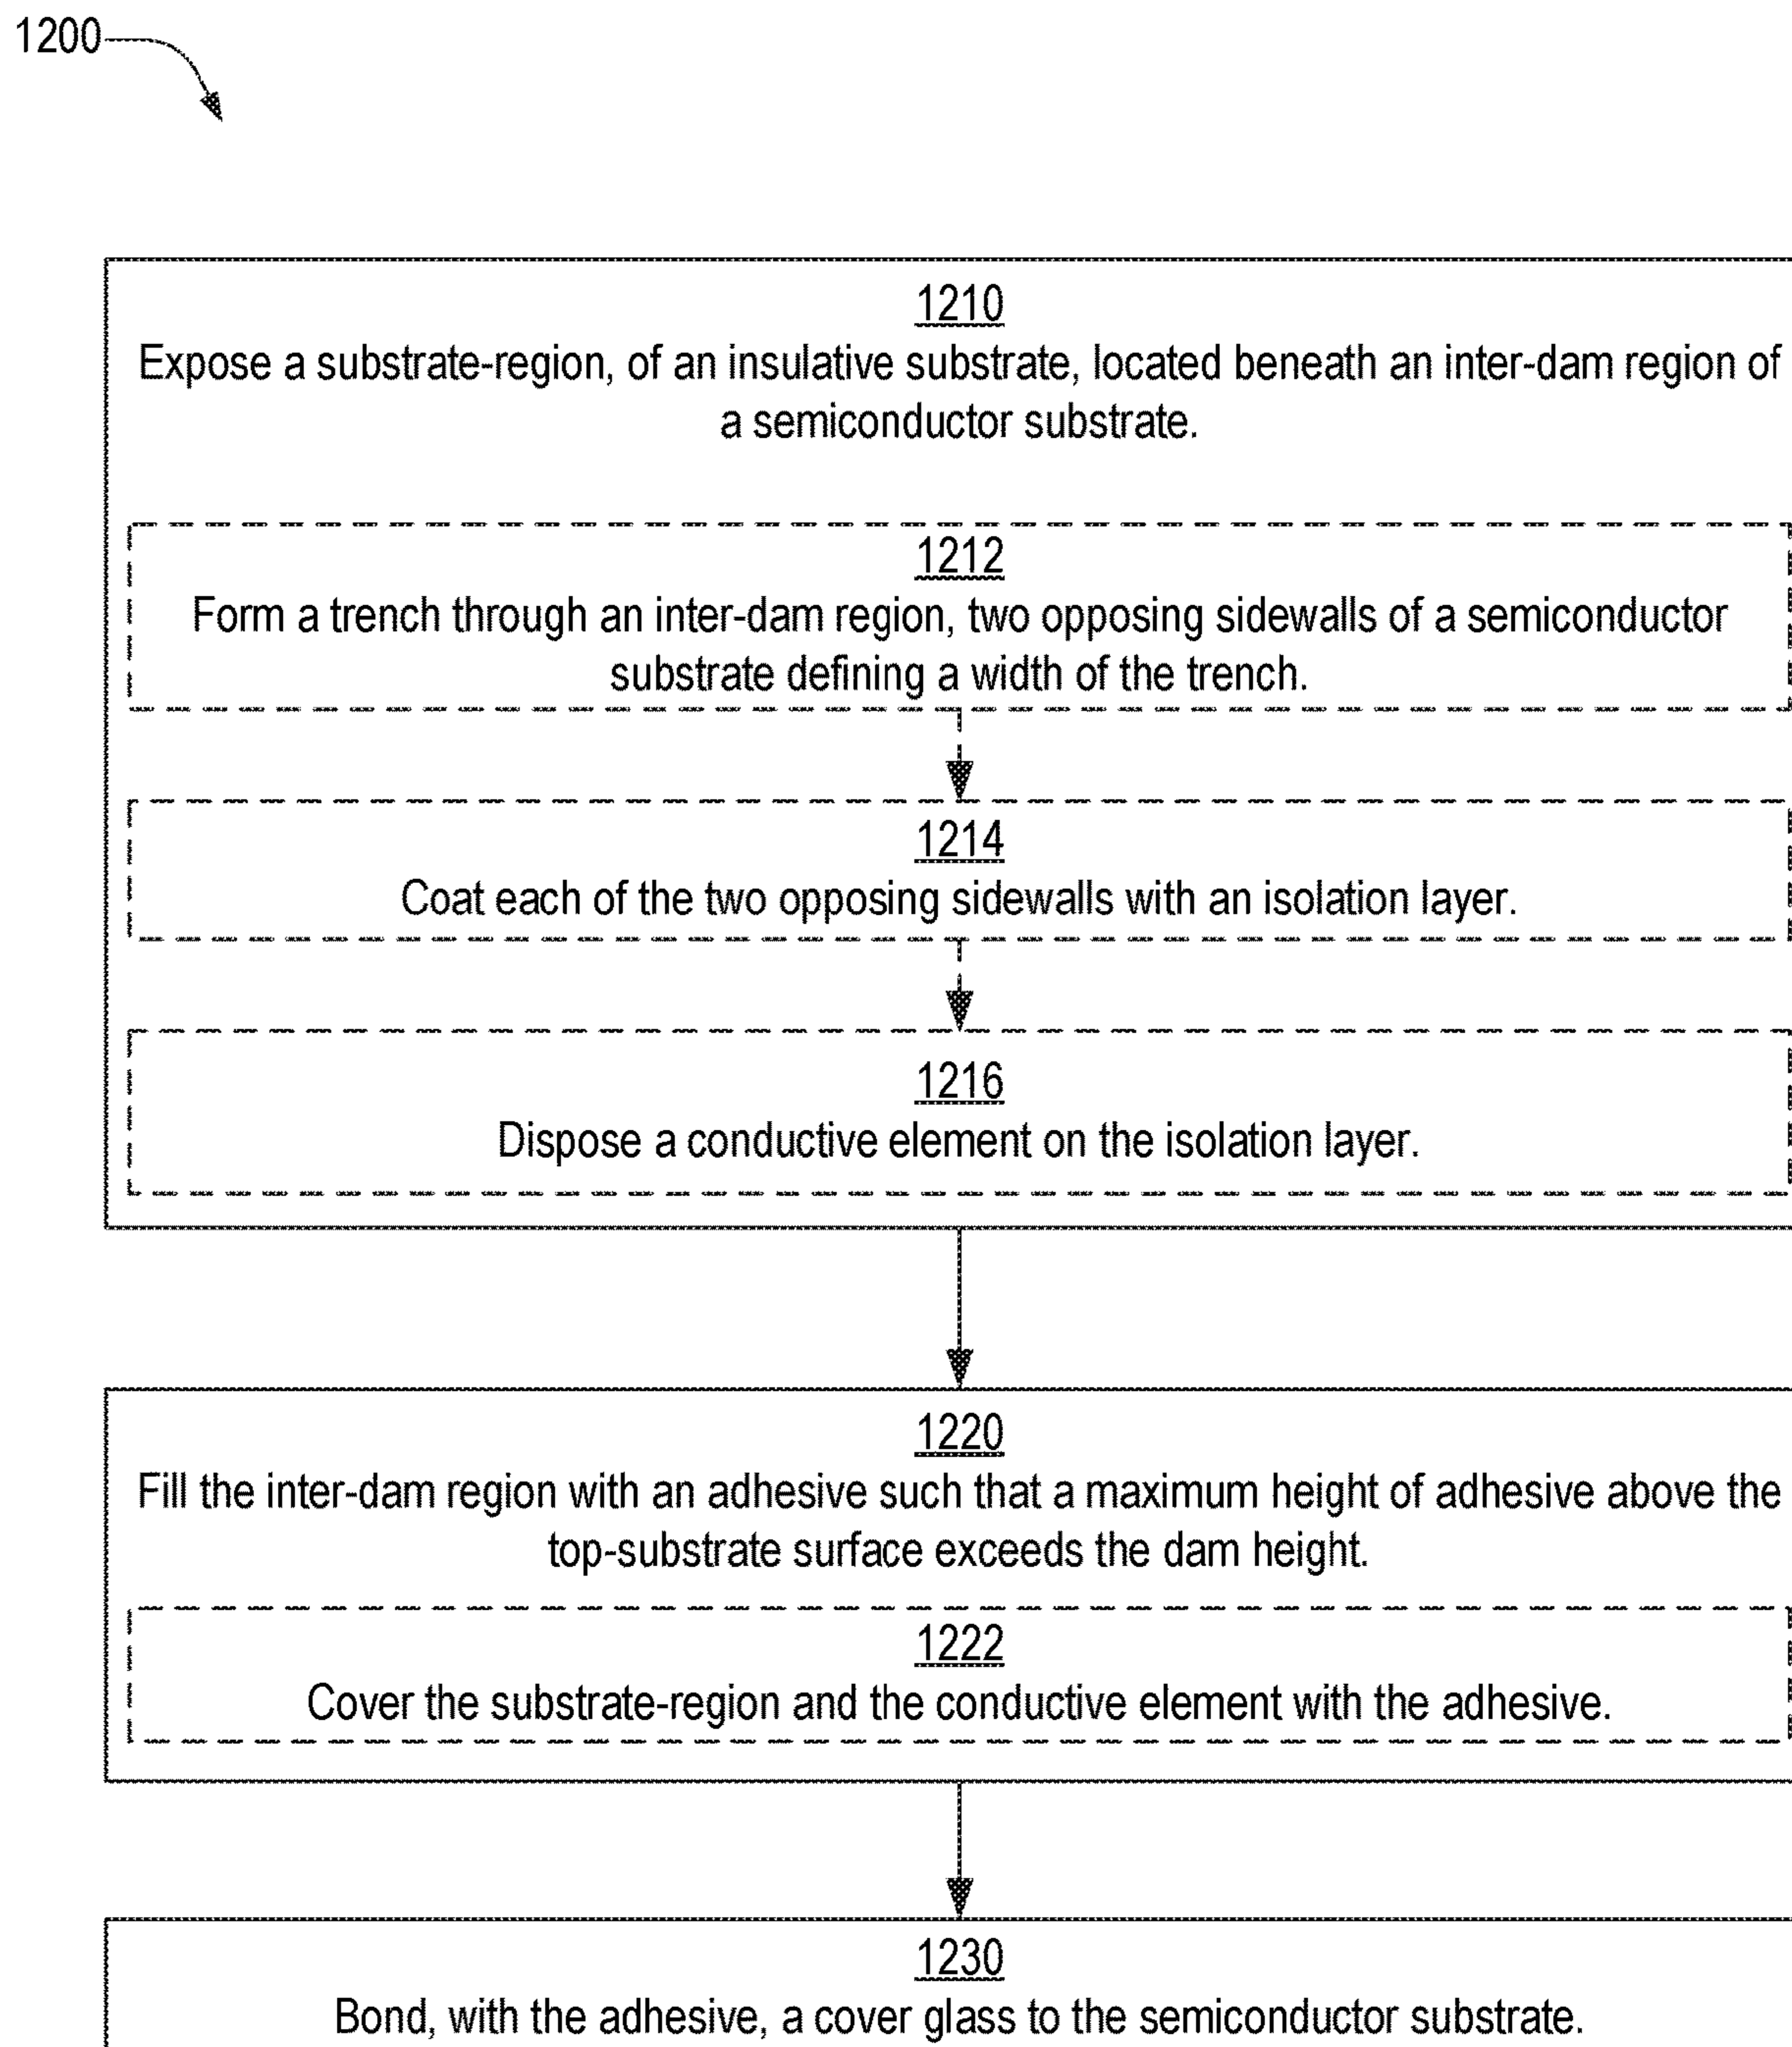 1200
1210
Expose a substrate-region, of an insulative substrate, located beneath an inter-dam region of
a semiconductor substrate.
1212
Form a trench through an inter-dam region, two opposing sidewalls of a semiconductor
substrate defining a width of the trench.
1214
Coat each of the two opposing sidewalls with an isolation layer.
1216
Dispose a conductive element on the isolation layer.
1220
Fill the inter-dam region with an adhesive such that a maximum height of adhesive above the
top-substrate surface exceeds the dam height.
1222
Cover the substrate-region and the conductive element with the adhesive.
1230
Bond, with the adhesive, a cover glass to the semiconductor substrate.